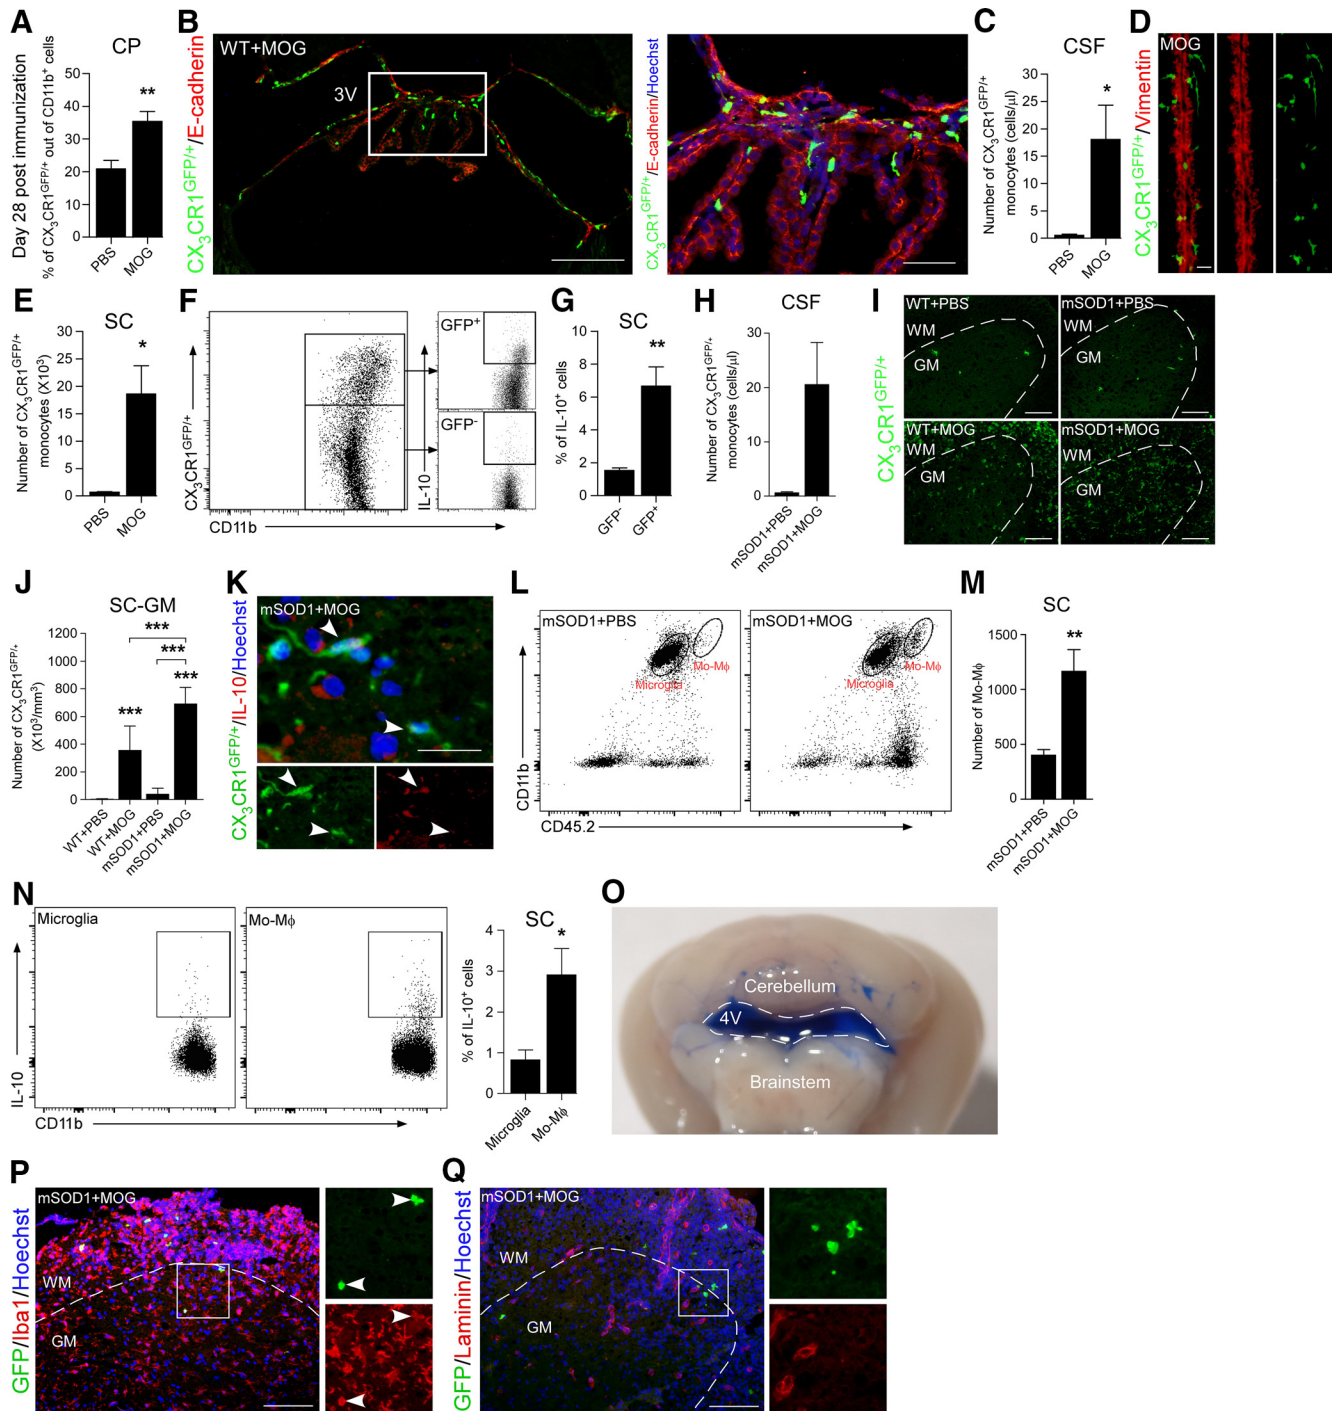 A
CP
Day 28 post immunization
% of CX3CR1GFP/+ out of CD11b+ cells
50
40
30
20
10
0
**
PBS
MOG
B
CX3CR1GFP/+/E-cadherin
WT+MOG
3V
CX3CR1GFP/+/E-cadherin/Hoechst
C
CSF
Number of CX3CR1GFP/+
monocytes (cells/µl)
30
25
20
15
10
5
0
*
PBS
MOG
D
MOG
CX3CR1GFP/+/Vimentin
E
SC
Number of CX3CR1GFP/+
monocytes (X10³)
30
25
20
15
10
5
0
*
PBS
MOG
F
CX3CR1GFP/+
CD11b
GFP+
GFP-
IL-10
G
SC
% of IL-10+ cells
10
8
6
4
2
0
**
GFP-
GFP+
H
CSF
Number of CX3CR1GFP/+
monocytes (cells/µl)
30
20
10
0
mSOD1+PBS
mSOD1+MOG
I
CX3CR1GFP/+
WT+PBS
WM
GM
mSOD1+PBS
WM
GM
WT+MOG
WM
GM
mSOD1+MOG
WM
GM
J
SC-GM
Number of CX3CR1GFP/+
(X10³/mm³)
1200
1000
800
600
400
200
0
***
***
***
***
WT+PBS
WT+MOG
mSOD1+PBS
mSOD1+MOG
K
CX3CR1GFP/+/IL-10/Hoechst
mSOD1+MOG
L
CD11b
CD45.2
mSOD1+PBS
Mo-Mϕ
Microglia
mSOD1+MOG
Mo-Mϕ
Microglia
M
SC
Number of Mo-Mϕ
1500
1000
500
0
**
mSOD1+PBS
mSOD1+MOG
N
Microglia
Mo-Mϕ
IL-10
CD11b
SC
% of IL-10+ cells
4
3
2
1
0
*
Microglia
Mo-Mϕ
O
Cerebellum
4V
Brainstem
P
GFP/Iba1/Hoechst
mSOD1+MOG
WM
GM
Q
GFP/Laminin/Hoechst
mSOD1+MOG
WM
GM